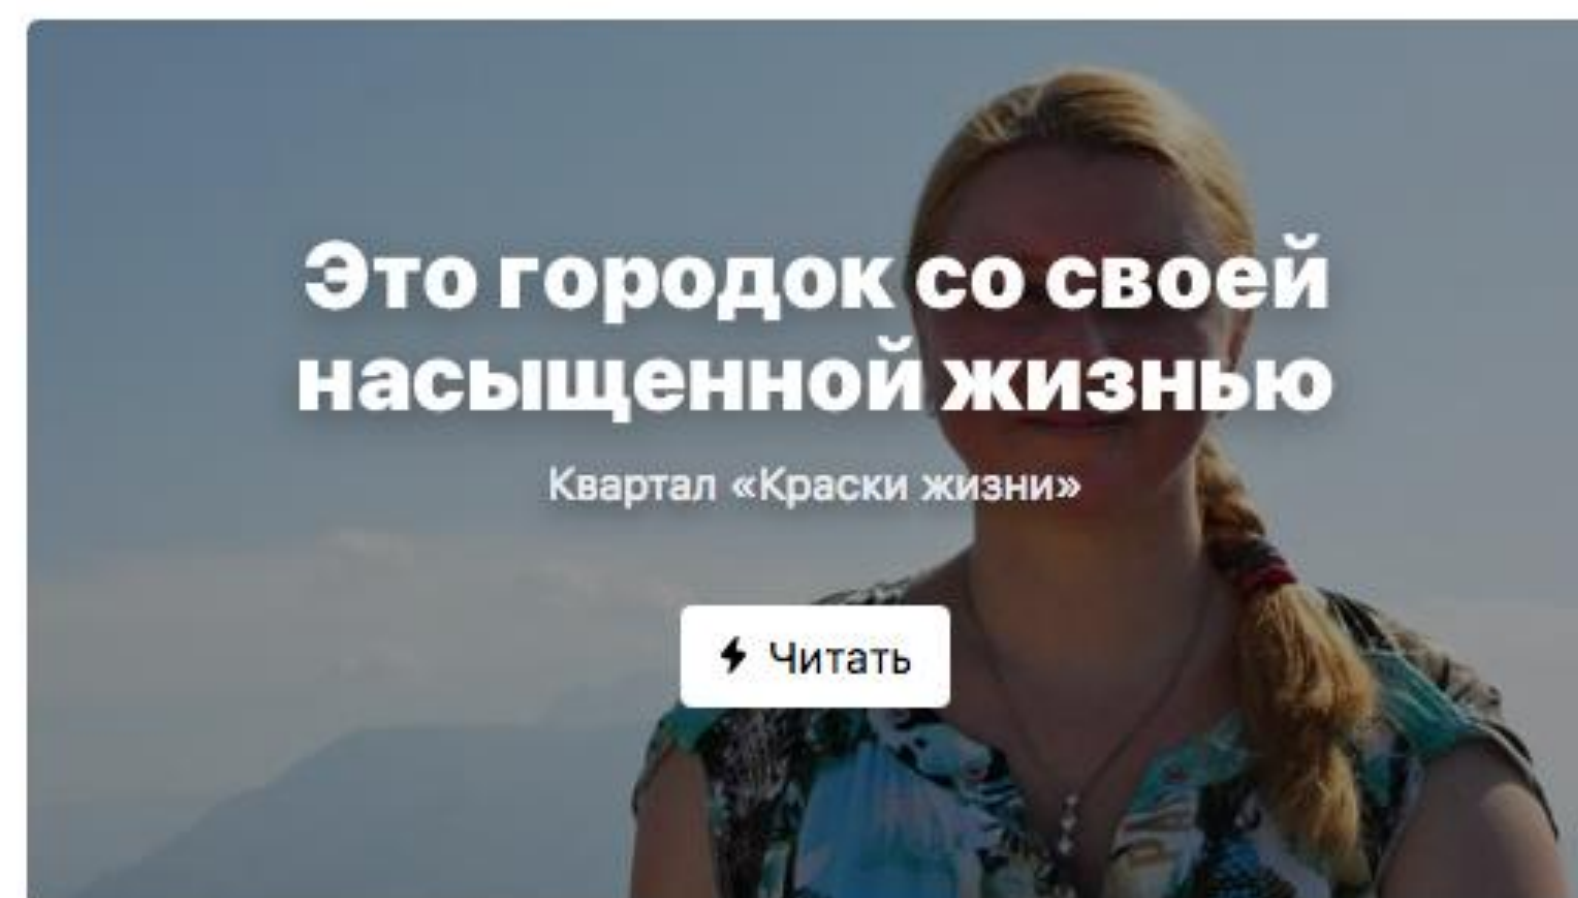 Это городок со своей
насыщенной жизнью
Квартал «Краски жизни»
Читать